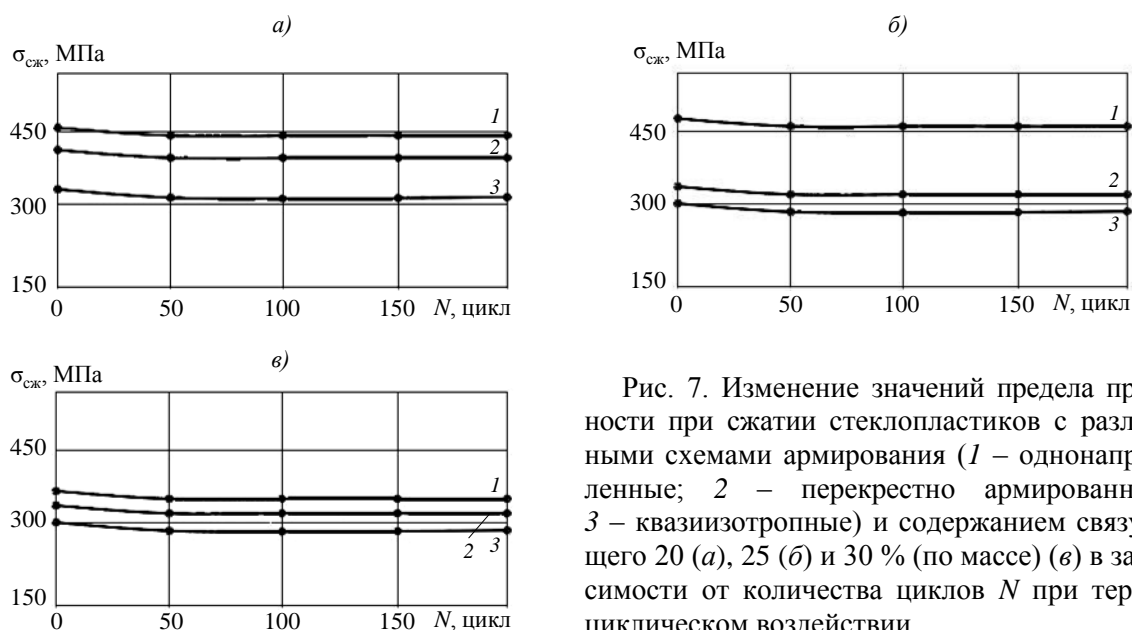 а)
σсж, МПа
450
300
150
1
2
3
0 50 100 150 N, цикл
б)
σсж, МПа
450
300
150
1
2
3
0 50 100 150 N, цикл
в)
σсж, МПа
450
300
150
1
2
3
0 50 100 150 N, цикл
Рис. 7. Изменение значений предела пр
ности при сжатии стеклопластиков с разл
ными схемами армирования (1 – однонапр
ленные; 2 – перекрестно армированн
3 – квазиизотропные) и содержанием связу
щего 20 (а), 25 (б) и 30 % (по массе) (в) в за
симости от количества циклов N при тер
циклическом воздействии